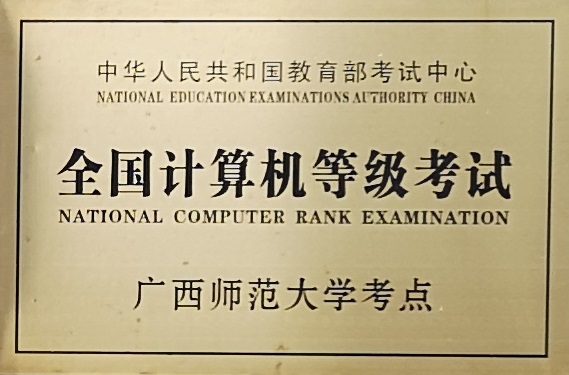 中华人民共和国教育部考试中心
NATIONAL EDUCATION EXAMINATIONS AUTHORITY CHINA
全国计算机等级考试
NATIONAL COMPUTER RANK EXAMINATION
广西师范大学考点